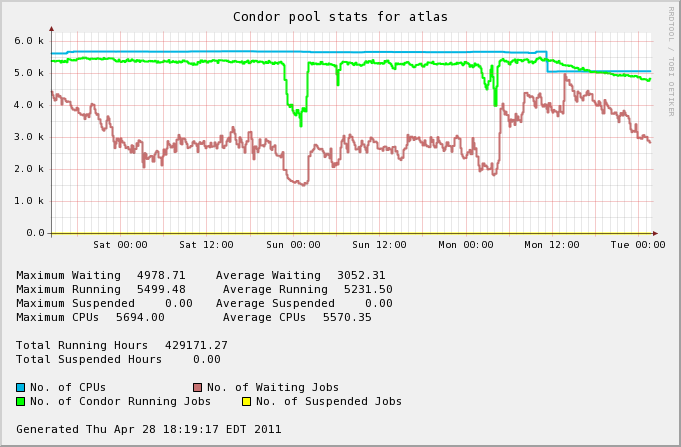 Condor pool stats for atlas
RRDTOOL / TOBI OETIKER
6.0 k
5.0 k
4.0 k
3.0 k
2.0 k
1.0 k
0.0
Sat 00:00 Sat 12:00 Sun 00:00 Sun 12:00 Mon 00:00 Mon 12:00 Tue 00:00
Maximum Waiting 4978.71 Average Waiting 3052.31
Maximum Running 5499.48 Average Running 5231.50
Maximum Suspended 0.00 Average Suspended 0.00
Maximum CPUs 5694.00 Average CPUs 5570.35
Total Running Hours 429171.27
Total Suspended Hours 0.00
No. of CPUs No. of Waiting Jobs
No. of Condor Running Jobs No. of Suspended Jobs
Generated Thu Apr 28 18:19:17 EDT 2011